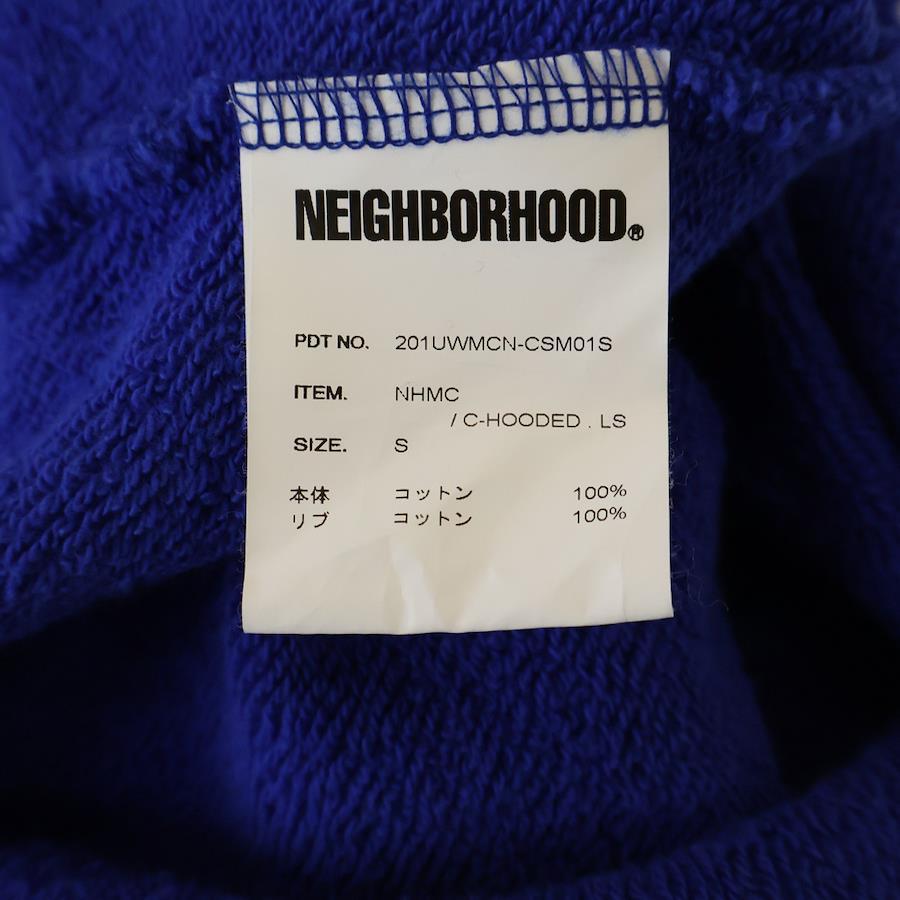 NEIGHBORHOOD®
PDT NO. 201UWMCN-CSM01S
ITEM. NHMC
/ C-HOODED . LS
SIZE. S
本体 コットン 100%
リブ コットン 100%